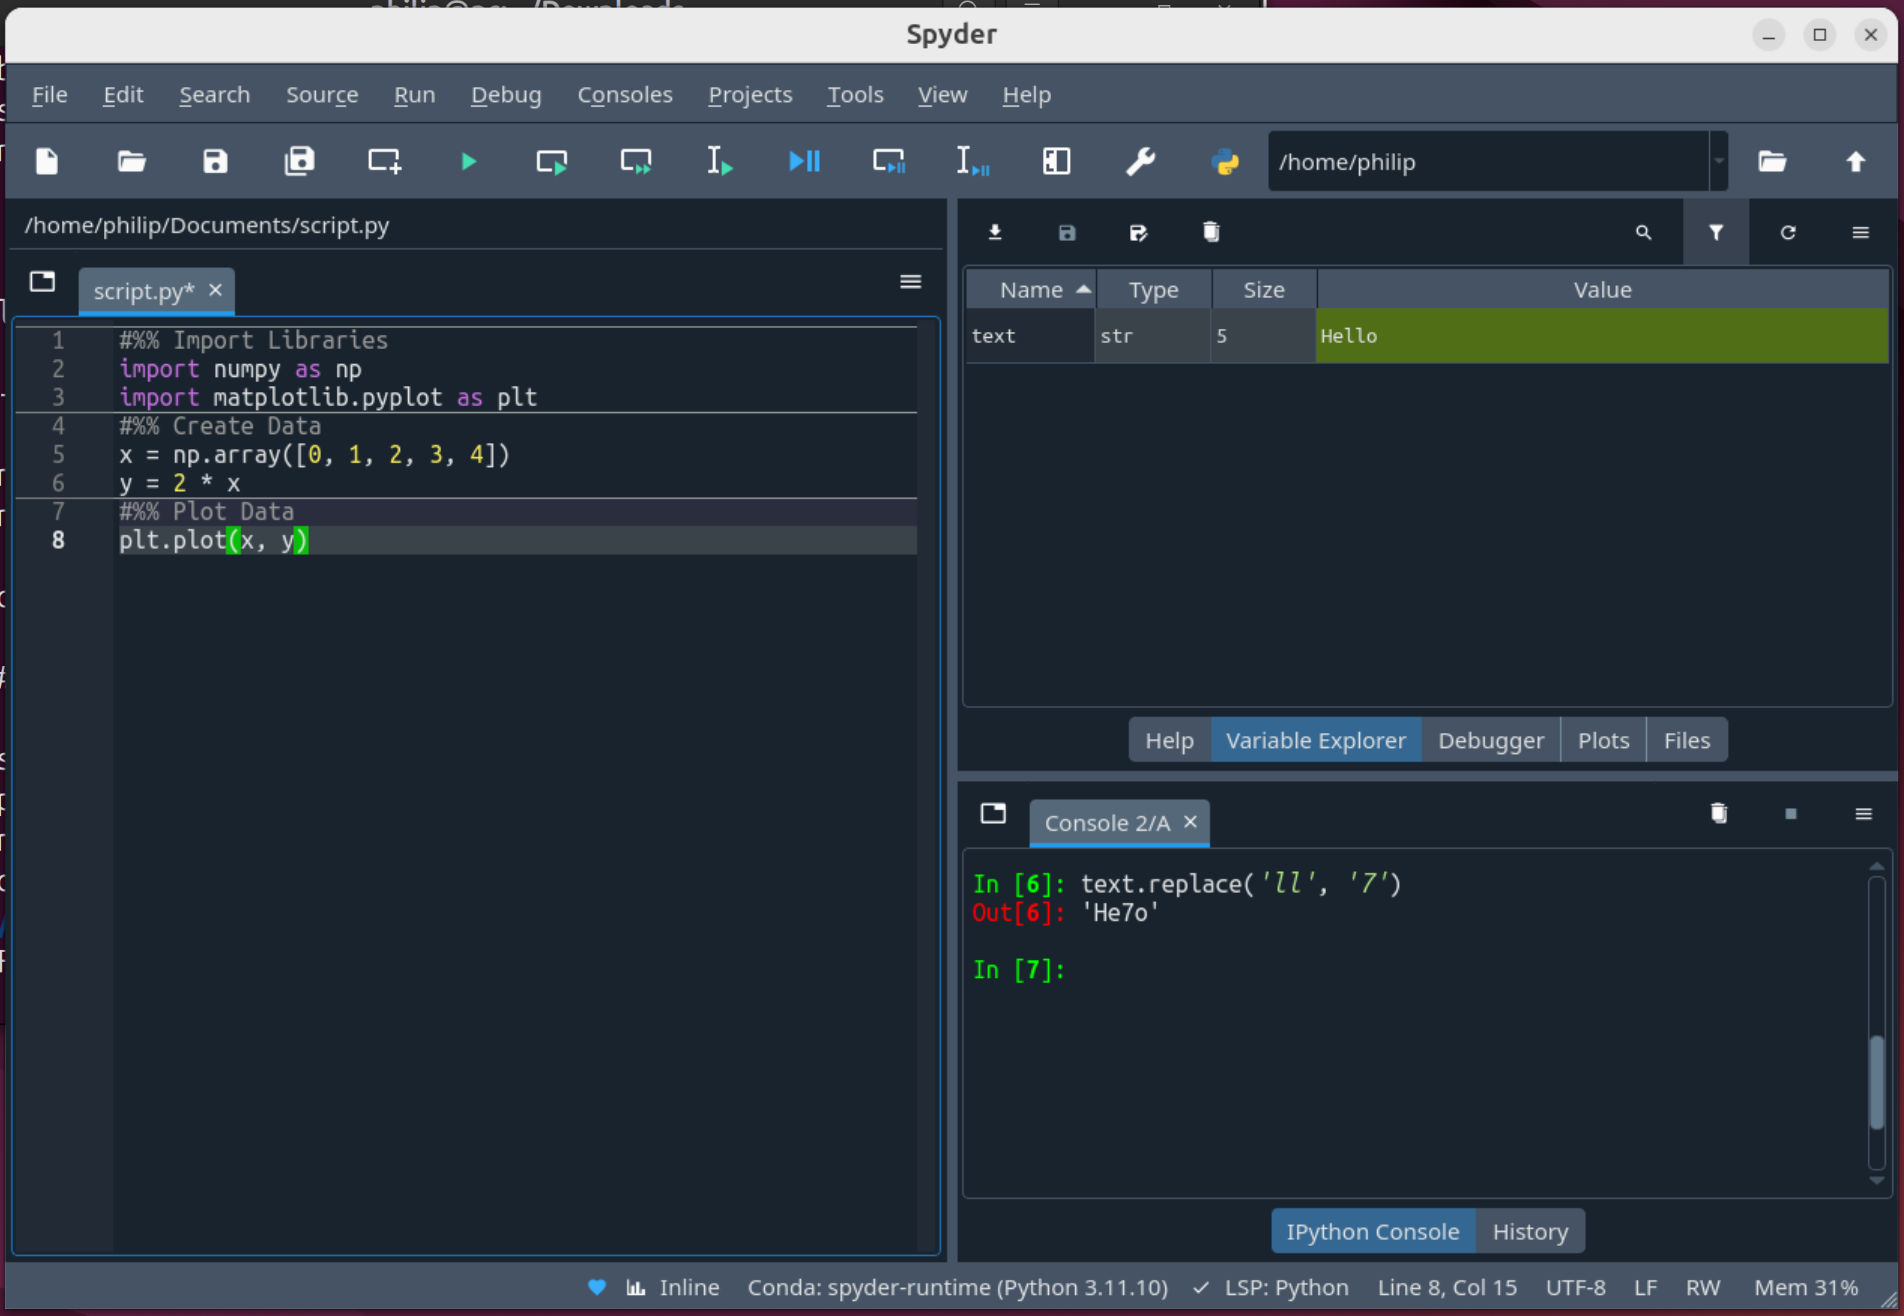 Spyder
File Edit Search Source Run Debug Consoles Projects Tools View Help
/home/philip
/home/philip/Documents/script.py
script.py*
1 #%% Import Libraries
2 import numpy as np
3 import matplotlib.pyplot as plt
4 #%% Create Data
5 x = np.array([0, 1, 2, 3, 4])
6 y = 2 * x
7 #%% Plot Data
8 plt.plot(x, y)
Name Type Size Value
text str 5 Hello
Help Variable Explorer Debugger Plots Files
Console 2/A
In [6]: text.replace('ll', '7')
Out[6]: 'He7o'
In [7]:
IPython Console History
Inline Conda: spyder-runtime (Python 3.11.10) ✓ LSP: Python Line 8, Col 15 UTF-8 LF RW Mem 31%